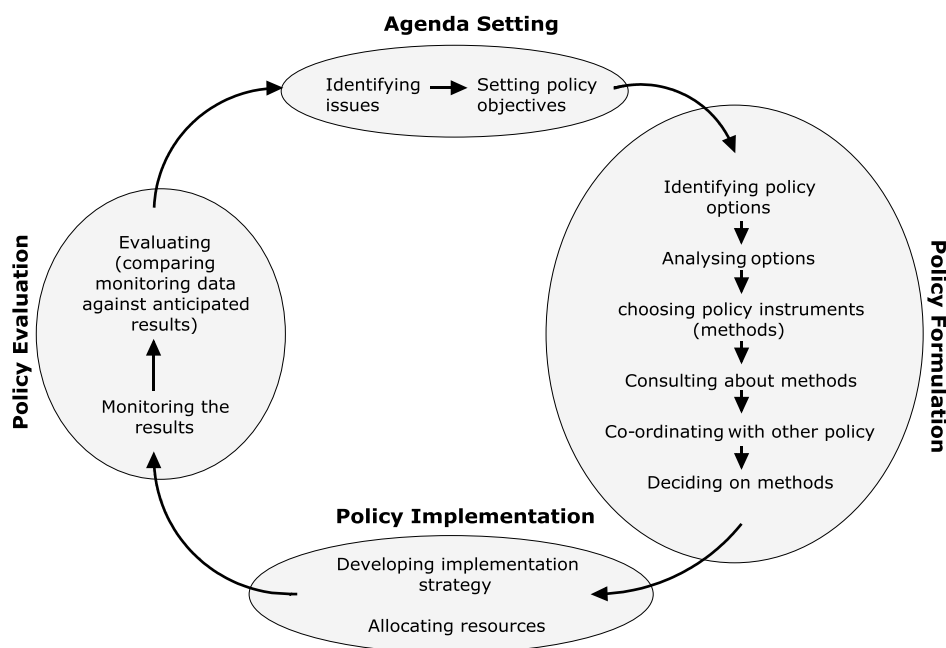 Agenda Setting
Identifying
issues
Setting policy
objectives
Policy Formulation
Identifying policy
options
Analysing options
choosing policy instruments
(methods)
Consulting about methods
Co-ordinating with other policy
Deciding on methods
Policy Implementation
Developing implementation
strategy
Allocating resources
Policy Evaluation
Evaluating
(comparing
monitoring data
against anticipated
results)
Monitoring the
results